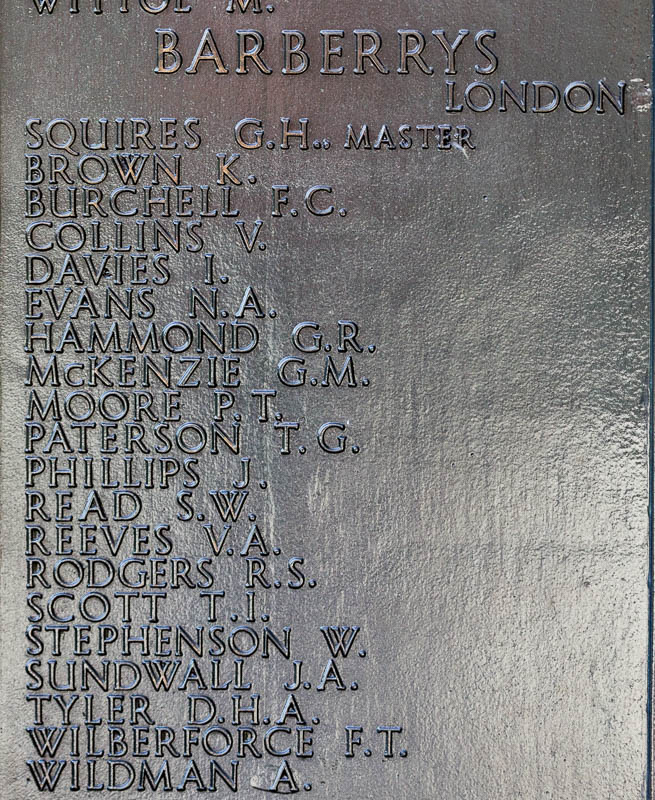 WITTOL M.
BARBERRYS
LONDON
SQUIRES G.H., MASTER
BROWN K.
BURCHELL F.C.
COLLINS V.
DAVIES I.
EVANS N.A.
HAMMOND G.R.
McKENZIE G.M.
MOORE P.T.
PATERSON T.G.
PHILLIPS J.
READ S.W.
REEVES V.A.
RODGERS R.S.
SCOTT T.I.
STEPHENSON W.
SUNDWALL J.A.
TYLER D.H.A.
WILBERFORCE F.T.
WILDMAN A.